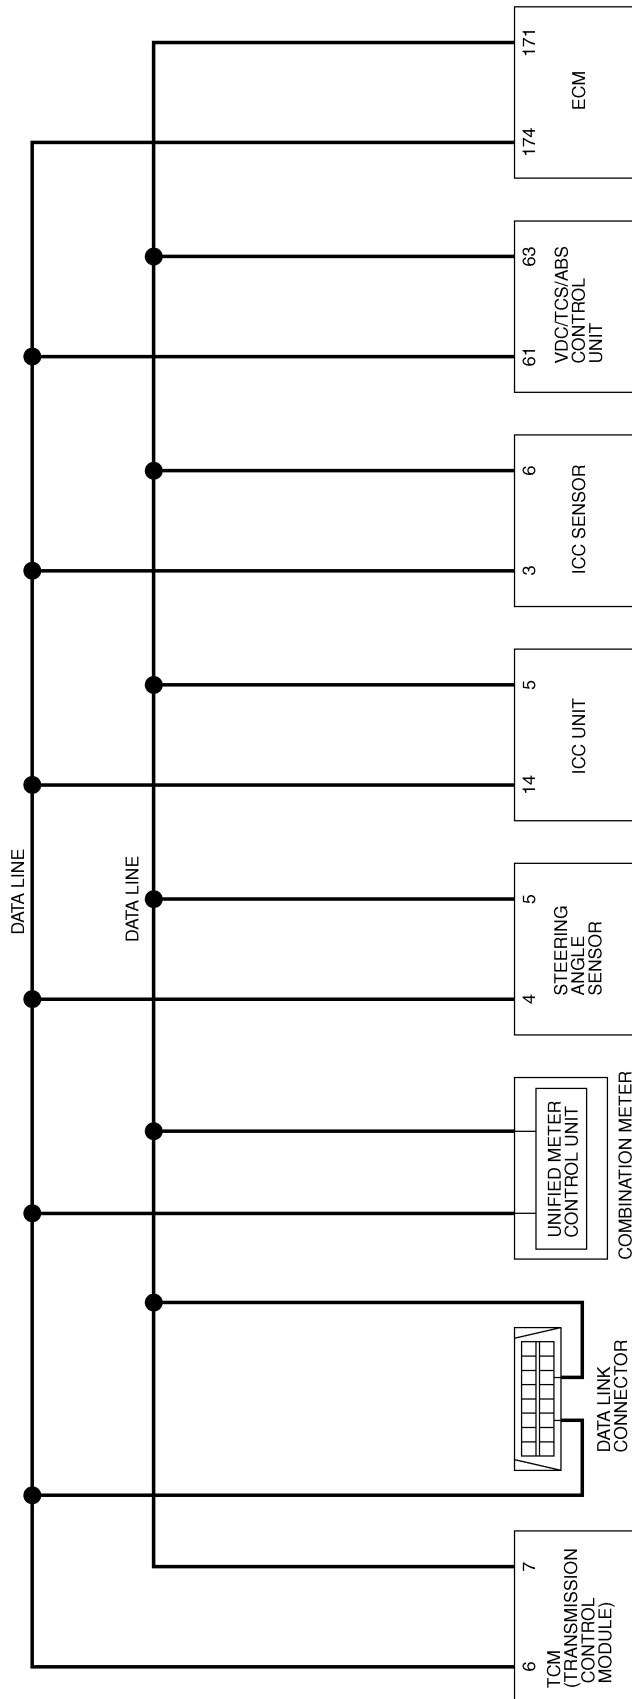 DATA LINE
DATA LINE
171
174
ECM
63
61
VDC/TCS/ABS
CONTROL
UNIT
6
3
ICC SENSOR
5
14
ICC UNIT
5
4
STEERING
ANGLE
SENSOR
UNIFIED METER
CONTROL UNIT
COMBINATION METER
DATA LINK
CONNECTOR
7
6
TCM
(TRANSMISSION
CONTROL
MODULE)